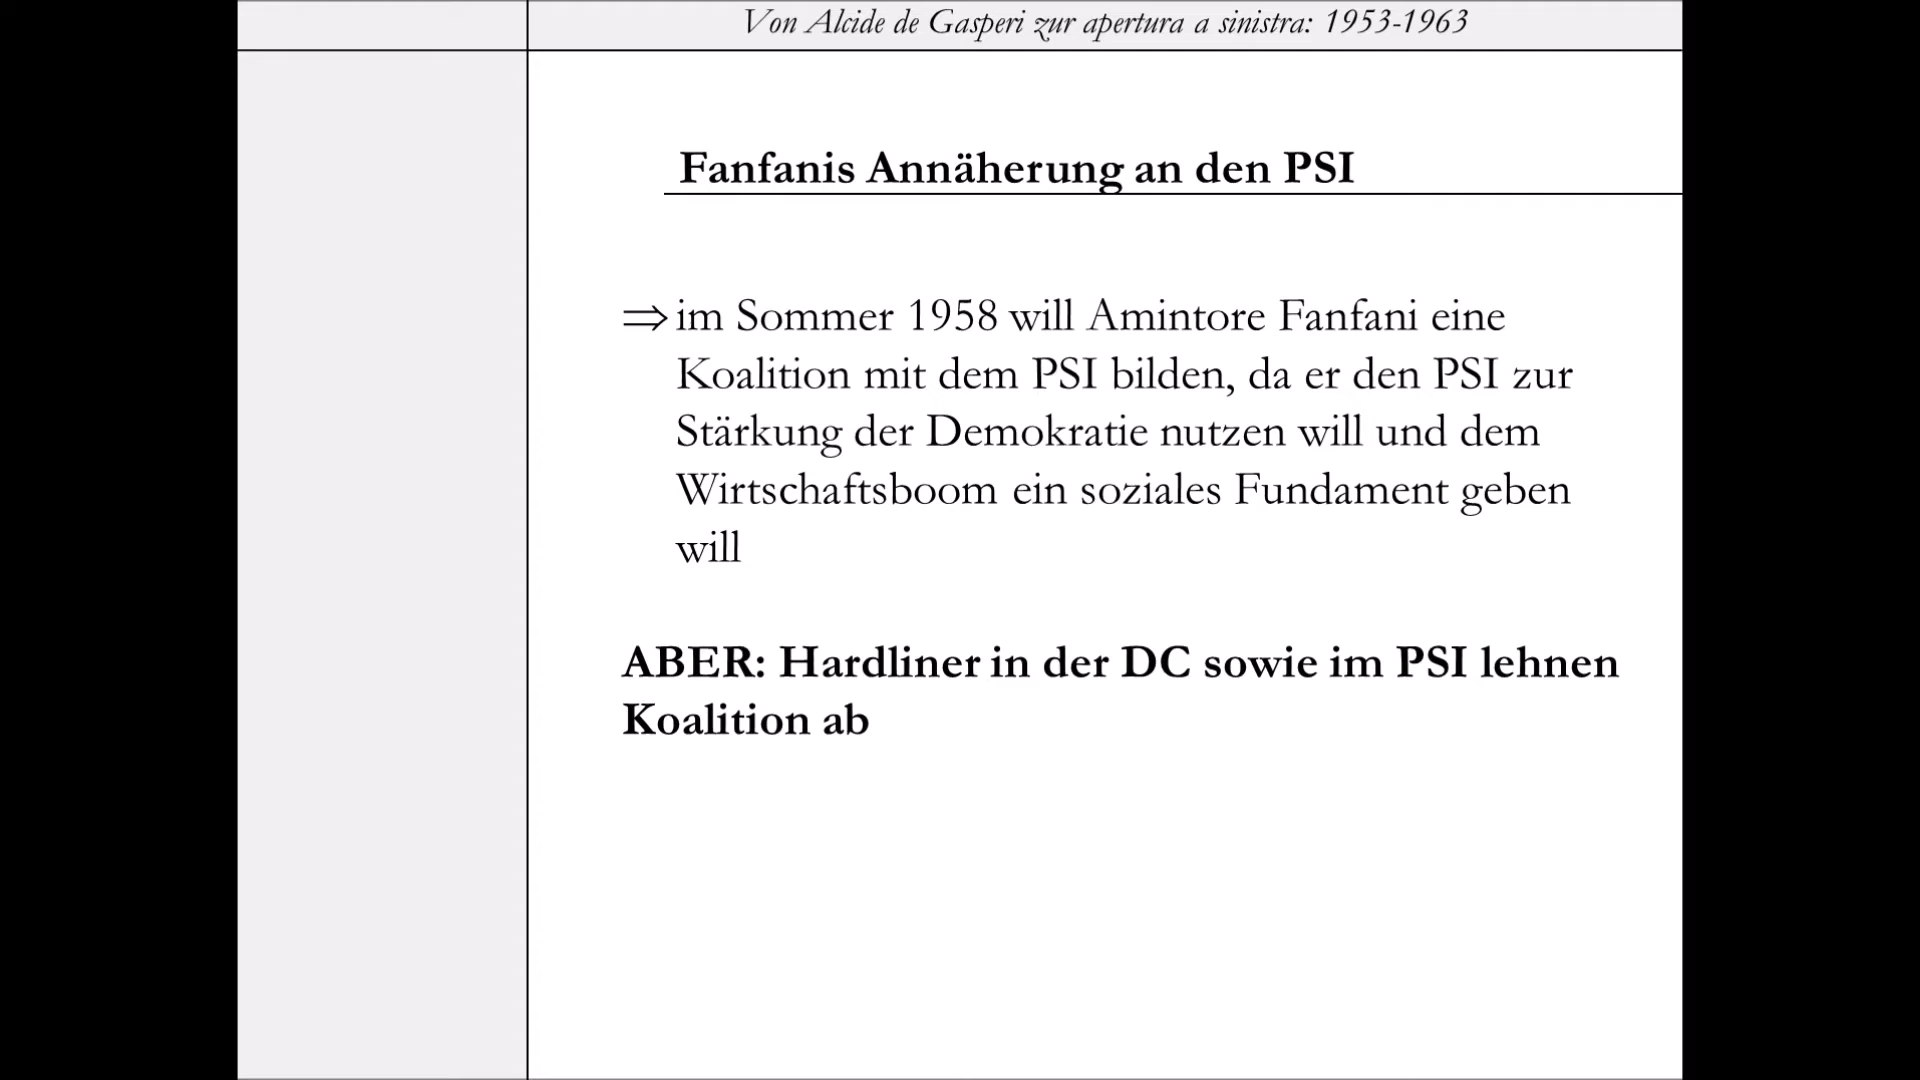 Von Alcide de Gasperi zur apertura a sinistra: 1953-1963
Fanfanis Annäherung an den PSI
⇒ im Sommer 1958 will Amintore Fanfani eine
Koalition mit dem PSI bilden, da er den PSI zur
Stärkung der Demokratie nutzen will und dem
Wirtschaftsboom ein soziales Fundament geben
will
ABER: Hardliner in der DC sowie im PSI lehnen
Koalition ab